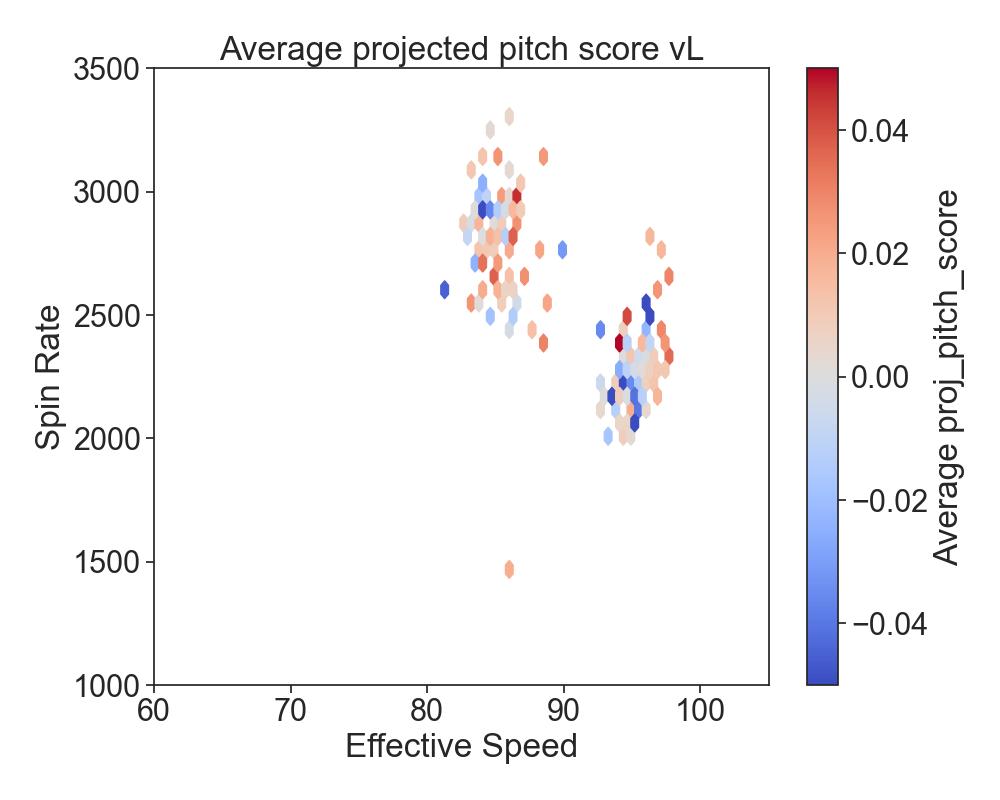 Average projected pitch score vL
3500
3000
2500
2000
1500
1000
Spin Rate
60 70 80 90 100
Effective Speed
0.04
0.02
0.00
−0.02
−0.04
Average proj_pitch_score